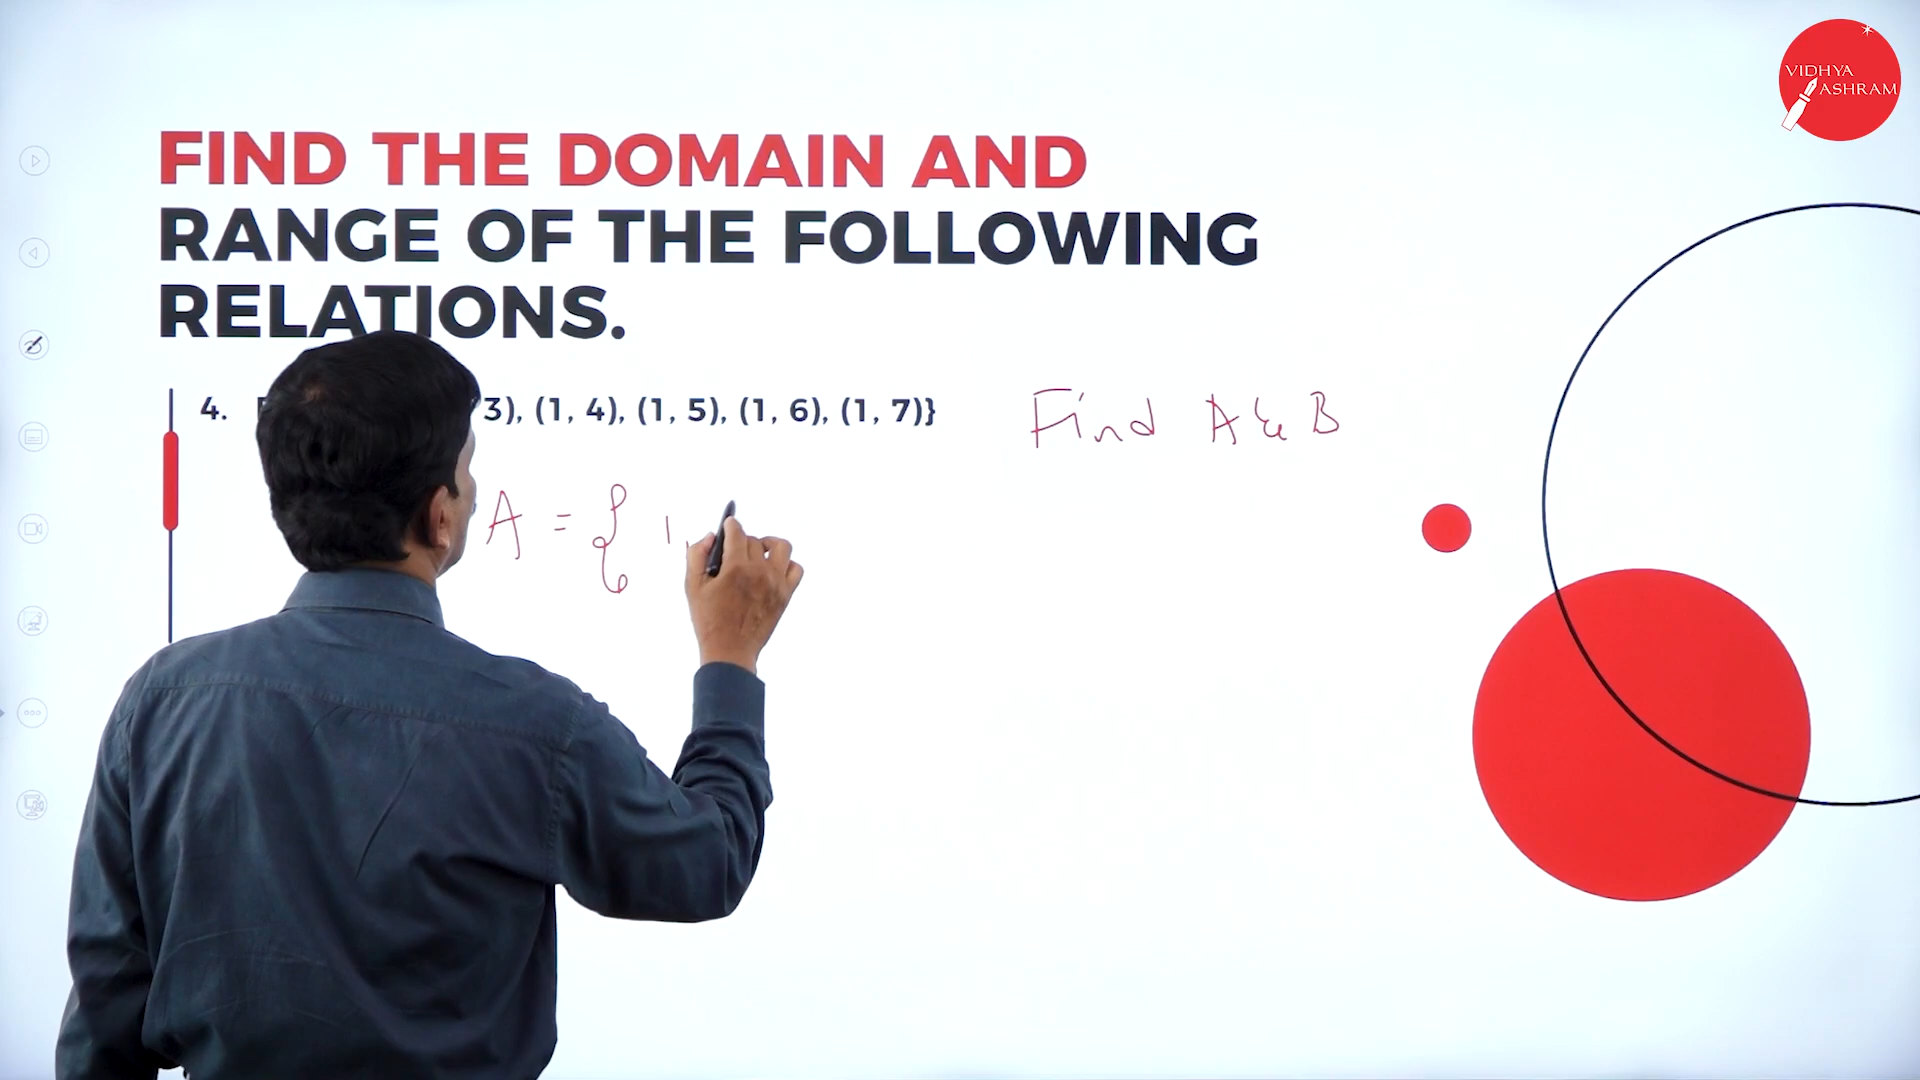 VIDHYA
ASHRAM
FIND THE DOMAIN AND
RANGE OF THE FOLLOWING
RELATIONS.
4. 3), (1, 4), (1, 5), (1, 6), (1, 7)}
Find A & B
A = { 1,